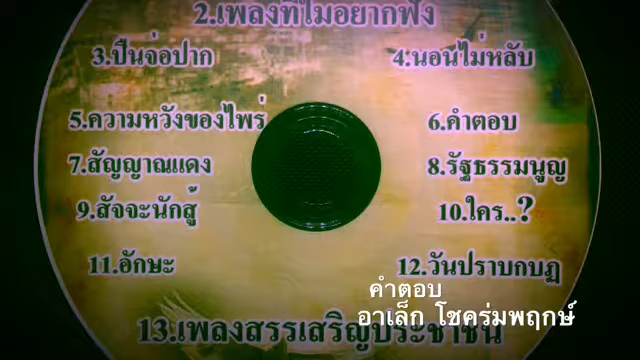 2.เพลงที่ไม่อยากฟัง
3.ปืนจ่อปาก
4.นอนไม่หลับ
5.ความหวังของไพร่
6.คำตอบ
7.สัญญาณแดง
8.รัฐธรรมนูญ
9.สัจจะนักสู้
10.ใคร..?
11.อักษะ
12.วันปราบกบฏ
คำตอบ
อาเล็ก โชคร่มพฤกษ์
13.เพลงสรรเสริญประชาชน